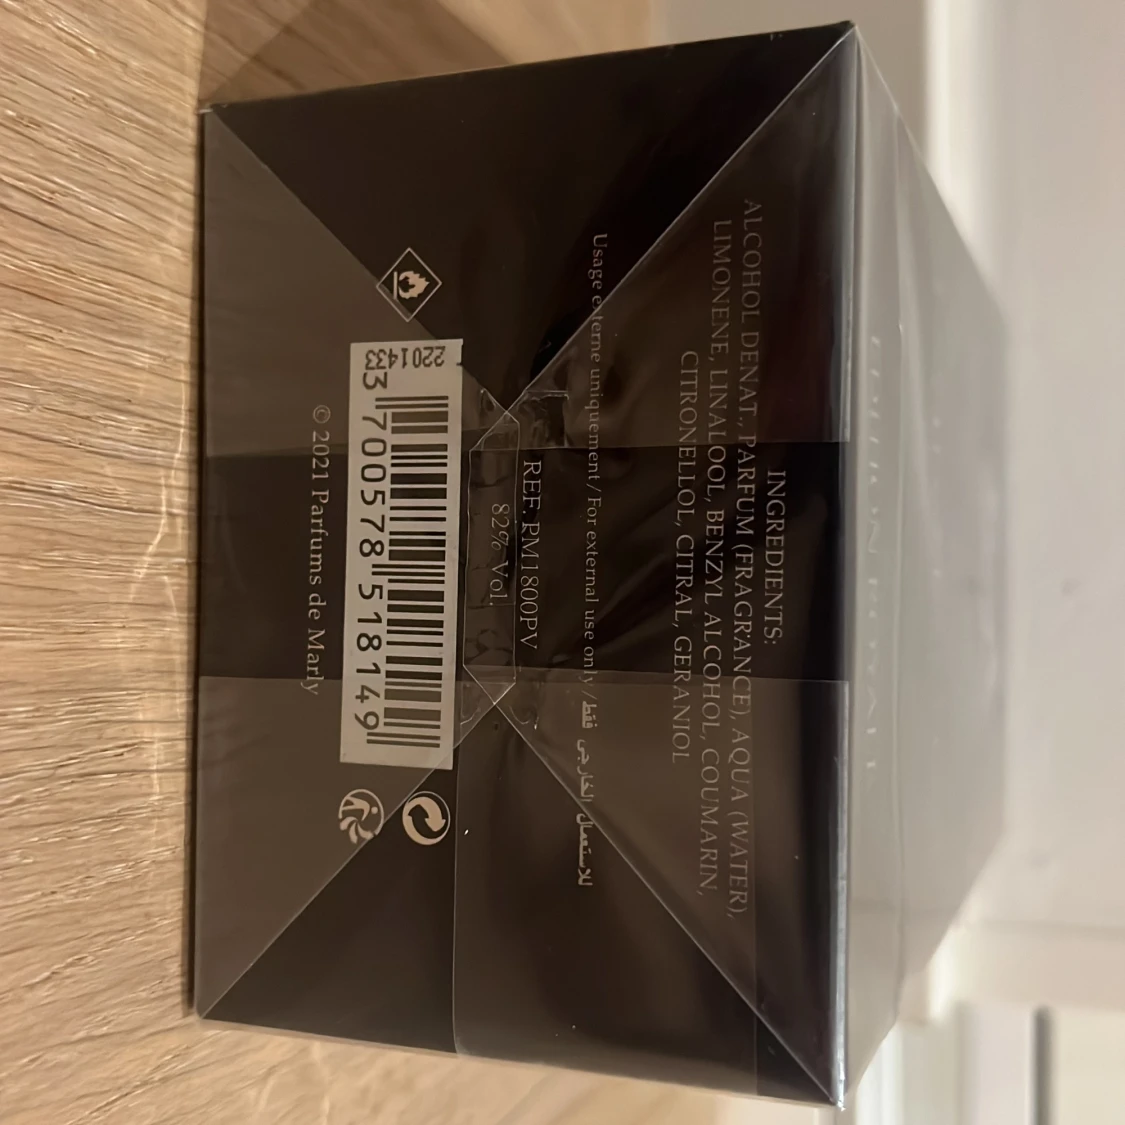 INGREDIENTS:
ALCOHOL DENAT., PARFUM (FRAGRANCE), AQUA (WATER),
LIMONENE, LINALOOL, BENZYL ALCOHOL, COUMARIN,
CITRONELLOL, CITRAL, GERANIOL
Usage externe uniquement / For external use only / للاستعمال الخارجي فقط
REF. PM1800PV
82% Vol.
2201433
3 700578 518149
© 2021 Parfums de Marly